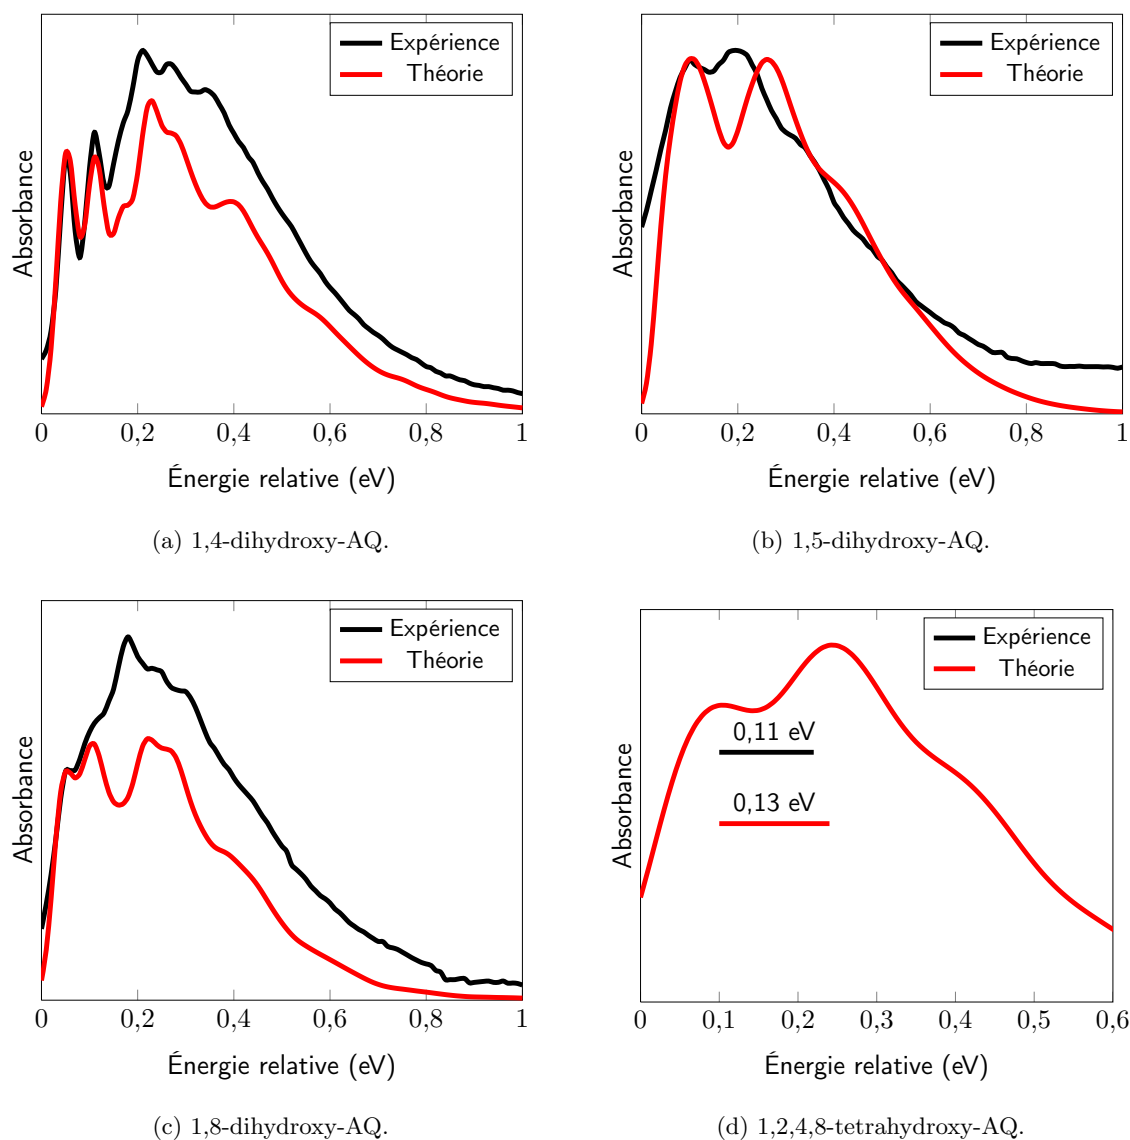 Absorbance
Expérience
Théorie
0 0,2 0,4 0,6 0,8 1
Énergie relative (eV)
(a) 1,4-dihydroxy-AQ.
Absorbance
Expérience
Théorie
0 0,2 0,4 0,6 0,8 1
Énergie relative (eV)
(b) 1,5-dihydroxy-AQ.
Absorbance
Expérience
Théorie
0 0,2 0,4 0,6 0,8 1
Énergie relative (eV)
(c) 1,8-dihydroxy-AQ.
Absorbance
Expérience
Théorie
0,11 eV
0,13 eV
0 0,1 0,2 0,3 0,4 0,5 0,6
Énergie relative (eV)
(d) 1,2,4,8-tetrahydroxy-AQ.